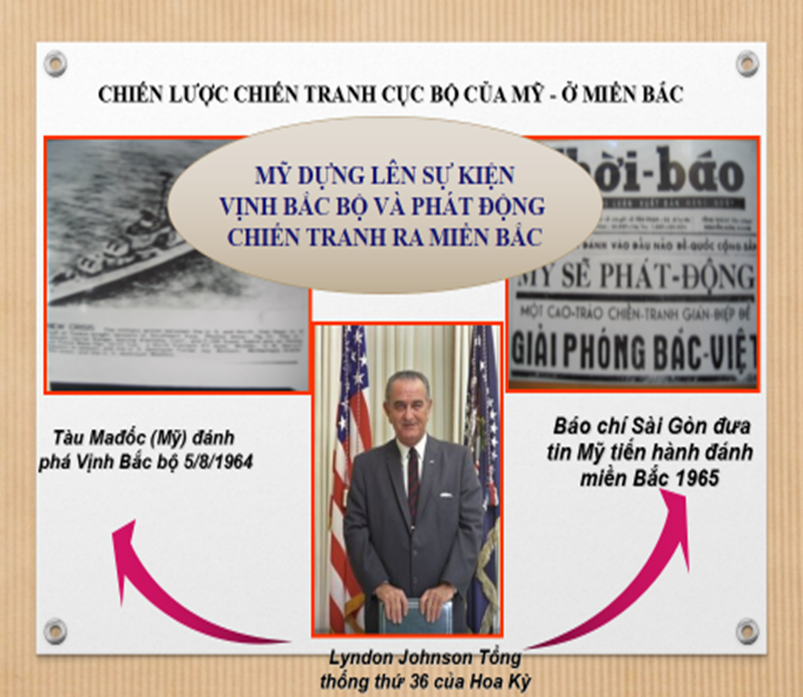 CHIẾN LƯỢC CHIẾN TRANH CỤC BỘ CỦA MỸ - Ở MIỀN BẮC
MỸ DỰNG LÊN SỰ KIỆN
VỊNH BẮC BỘ VÀ PHÁT ĐỘNG
CHIẾN TRANH RA MIỀN BẮC
NEW CRISIS
ời-báo
ĐÁNH VÀO ĐẦU NÃO ĐẾ-QUỐC CỘNG SẢN
MỸ SẼ PHÁT-ĐỘNG
MỘT CAO-TRÀO CHIẾN-TRANH GIÁN-ĐIỆP ĐỂ
GIẢI PHÓNG BẮC-VIỆT
Tàu Mađốc (Mỹ) đánh
phá Vịnh Bắc bộ 5/8/1964
Báo chí Sài Gòn đưa
tin Mỹ tiến hành đánh
miền Bắc 1965
Lyndon Johnson Tổng
thống thứ 36 của Hoa Kỳ